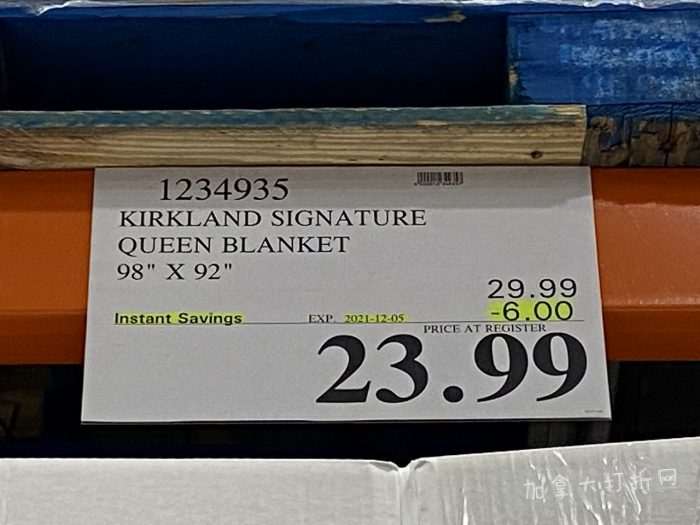 1234935
KIRKLAND SIGNATURE
QUEEN BLANKET
98" X 92"
29.99
Instant Savings EXP. 2021-12-05 -6.00
PRICE AT REGISTER
23.99
加拿大打折网